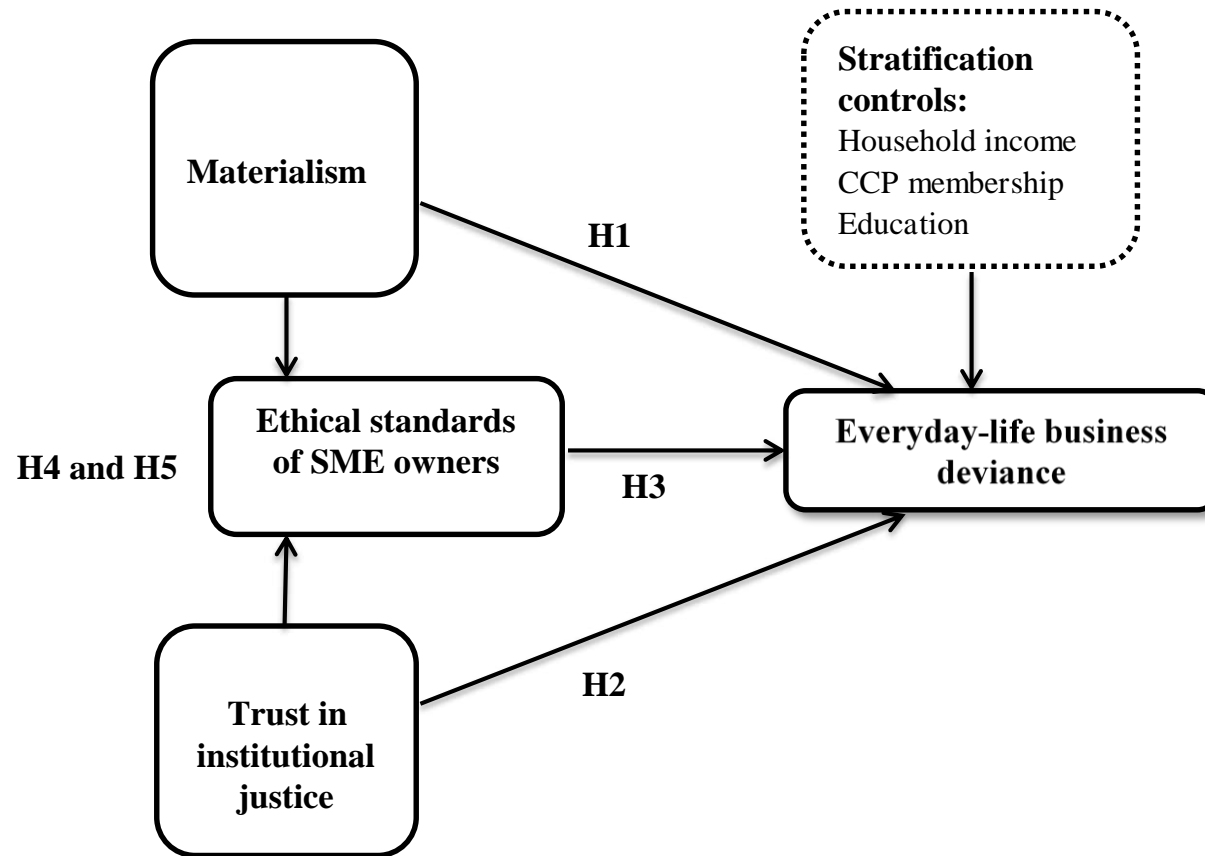 Materialism
Stratification
controls:
Household income
CCP membership
Education
H1
Ethical standards
of SME owners
H4 and H5
H3
Everyday-life business
deviance
H2
Trust in
institutional
justice